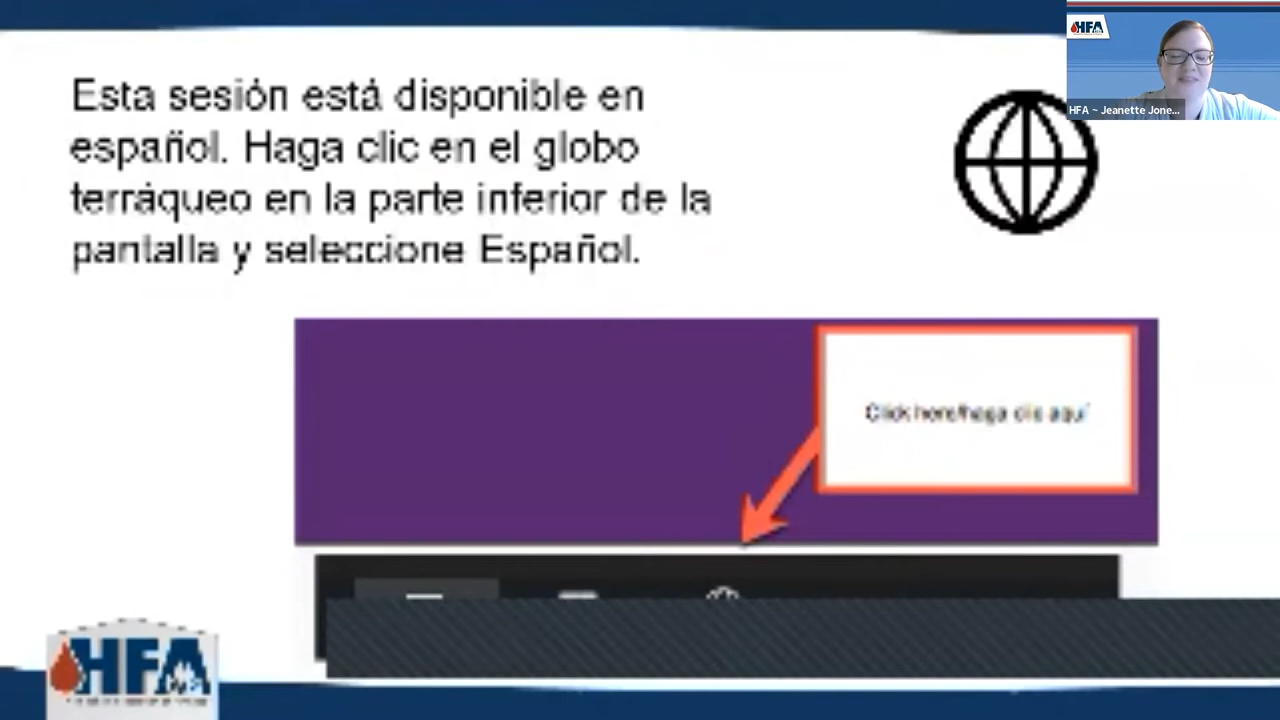 Esta sesión está disponible en
español. Haga clic en el globo
terráqueo en la parte inferior de la
pantalla y seleccione Español.
HFA
HFA ~ Jeanette Jone...
Click here/haga clic aquí
HFA